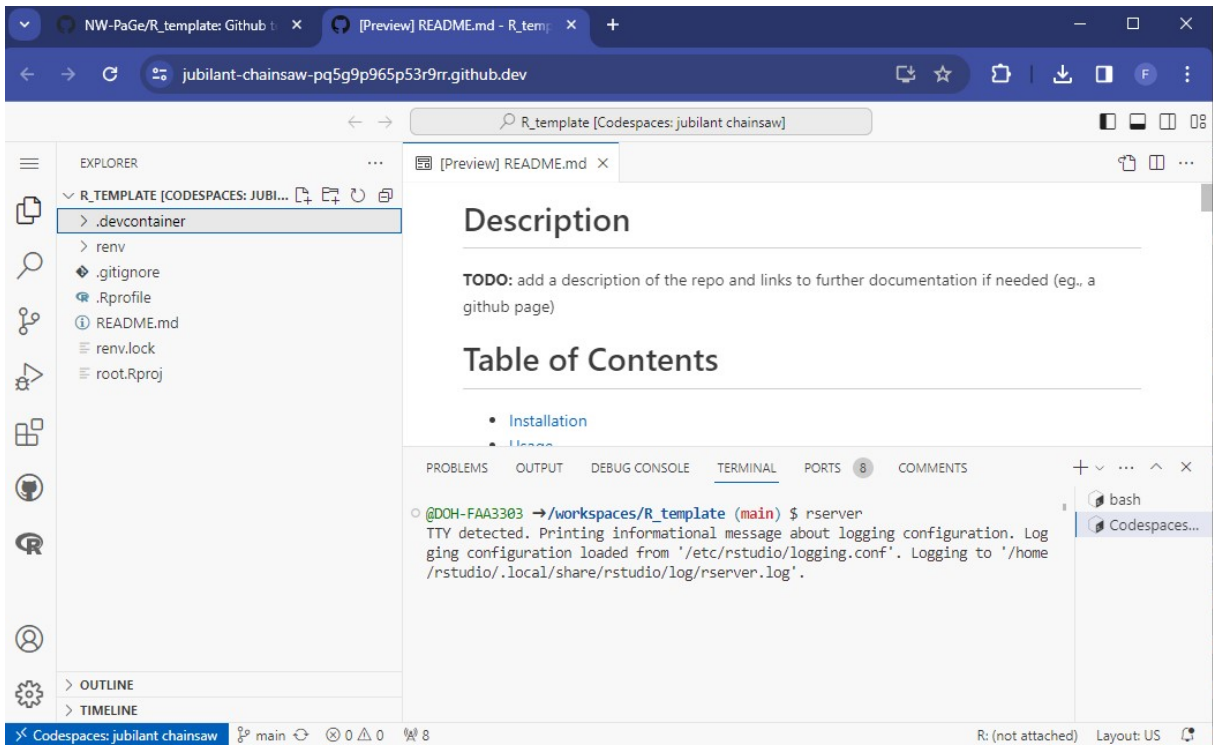 NW-PaGe/R_template: Github t
[Preview] README.md - R_temp
jubilant-chainsaw-pq5g9p965p53r9rr.github.dev
F
R_template [Codespaces: jubilant chainsaw]
EXPLORER
[Preview] README.md
R_TEMPLATE [CODESPACES: JUBI...
.devcontainer
renv
.gitignore
.Rprofile
README.md
renv.lock
root.Rproj
Description
TODO: add a description of the repo and links to further documentation if needed (eg., a
github page)
Table of Contents
• Installation
• Usage
PROBLEMS OUTPUT DEBUG CONSOLE TERMINAL PORTS 8 COMMENTS
@DOH-FAA3303 →/workspaces/R_template (main) $ rserver
TTY detected. Printing informational message about logging configuration. Log
ging configuration loaded from '/etc/rstudio/logging.conf'. Logging to '/home
/rstudio/.local/share/rstudio/log/rserver.log'.
bash
Codespaces...
OUTLINE
TIMELINE
Codespaces: jubilant chainsaw main 0 0 8 R: (not attached) Layout: US